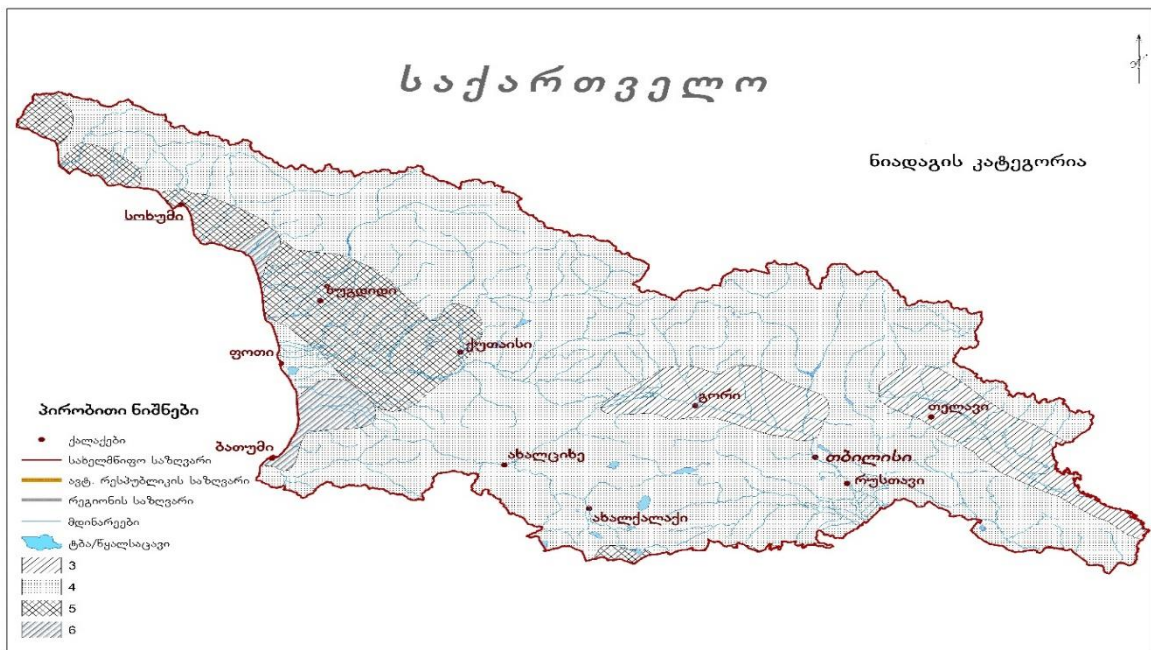 საქართველო
ნიადაგის კატეგორია
სოხუმი
ზუგდიდი
ფოთი
ქუთაისი
გორი
თელავი
ბათუმი
ახალციხე
თბილისი
რუსთავი
ახალქალაქი
პირობითი ნიშნები
ქალაქები
სახელმწიფო საზღვარი
ავტ. რესპუბლიკის საზღვარი
რეგიონის საზღვარი
მდინარეები
ტბა/წყალსაცავი
3
4
5
6